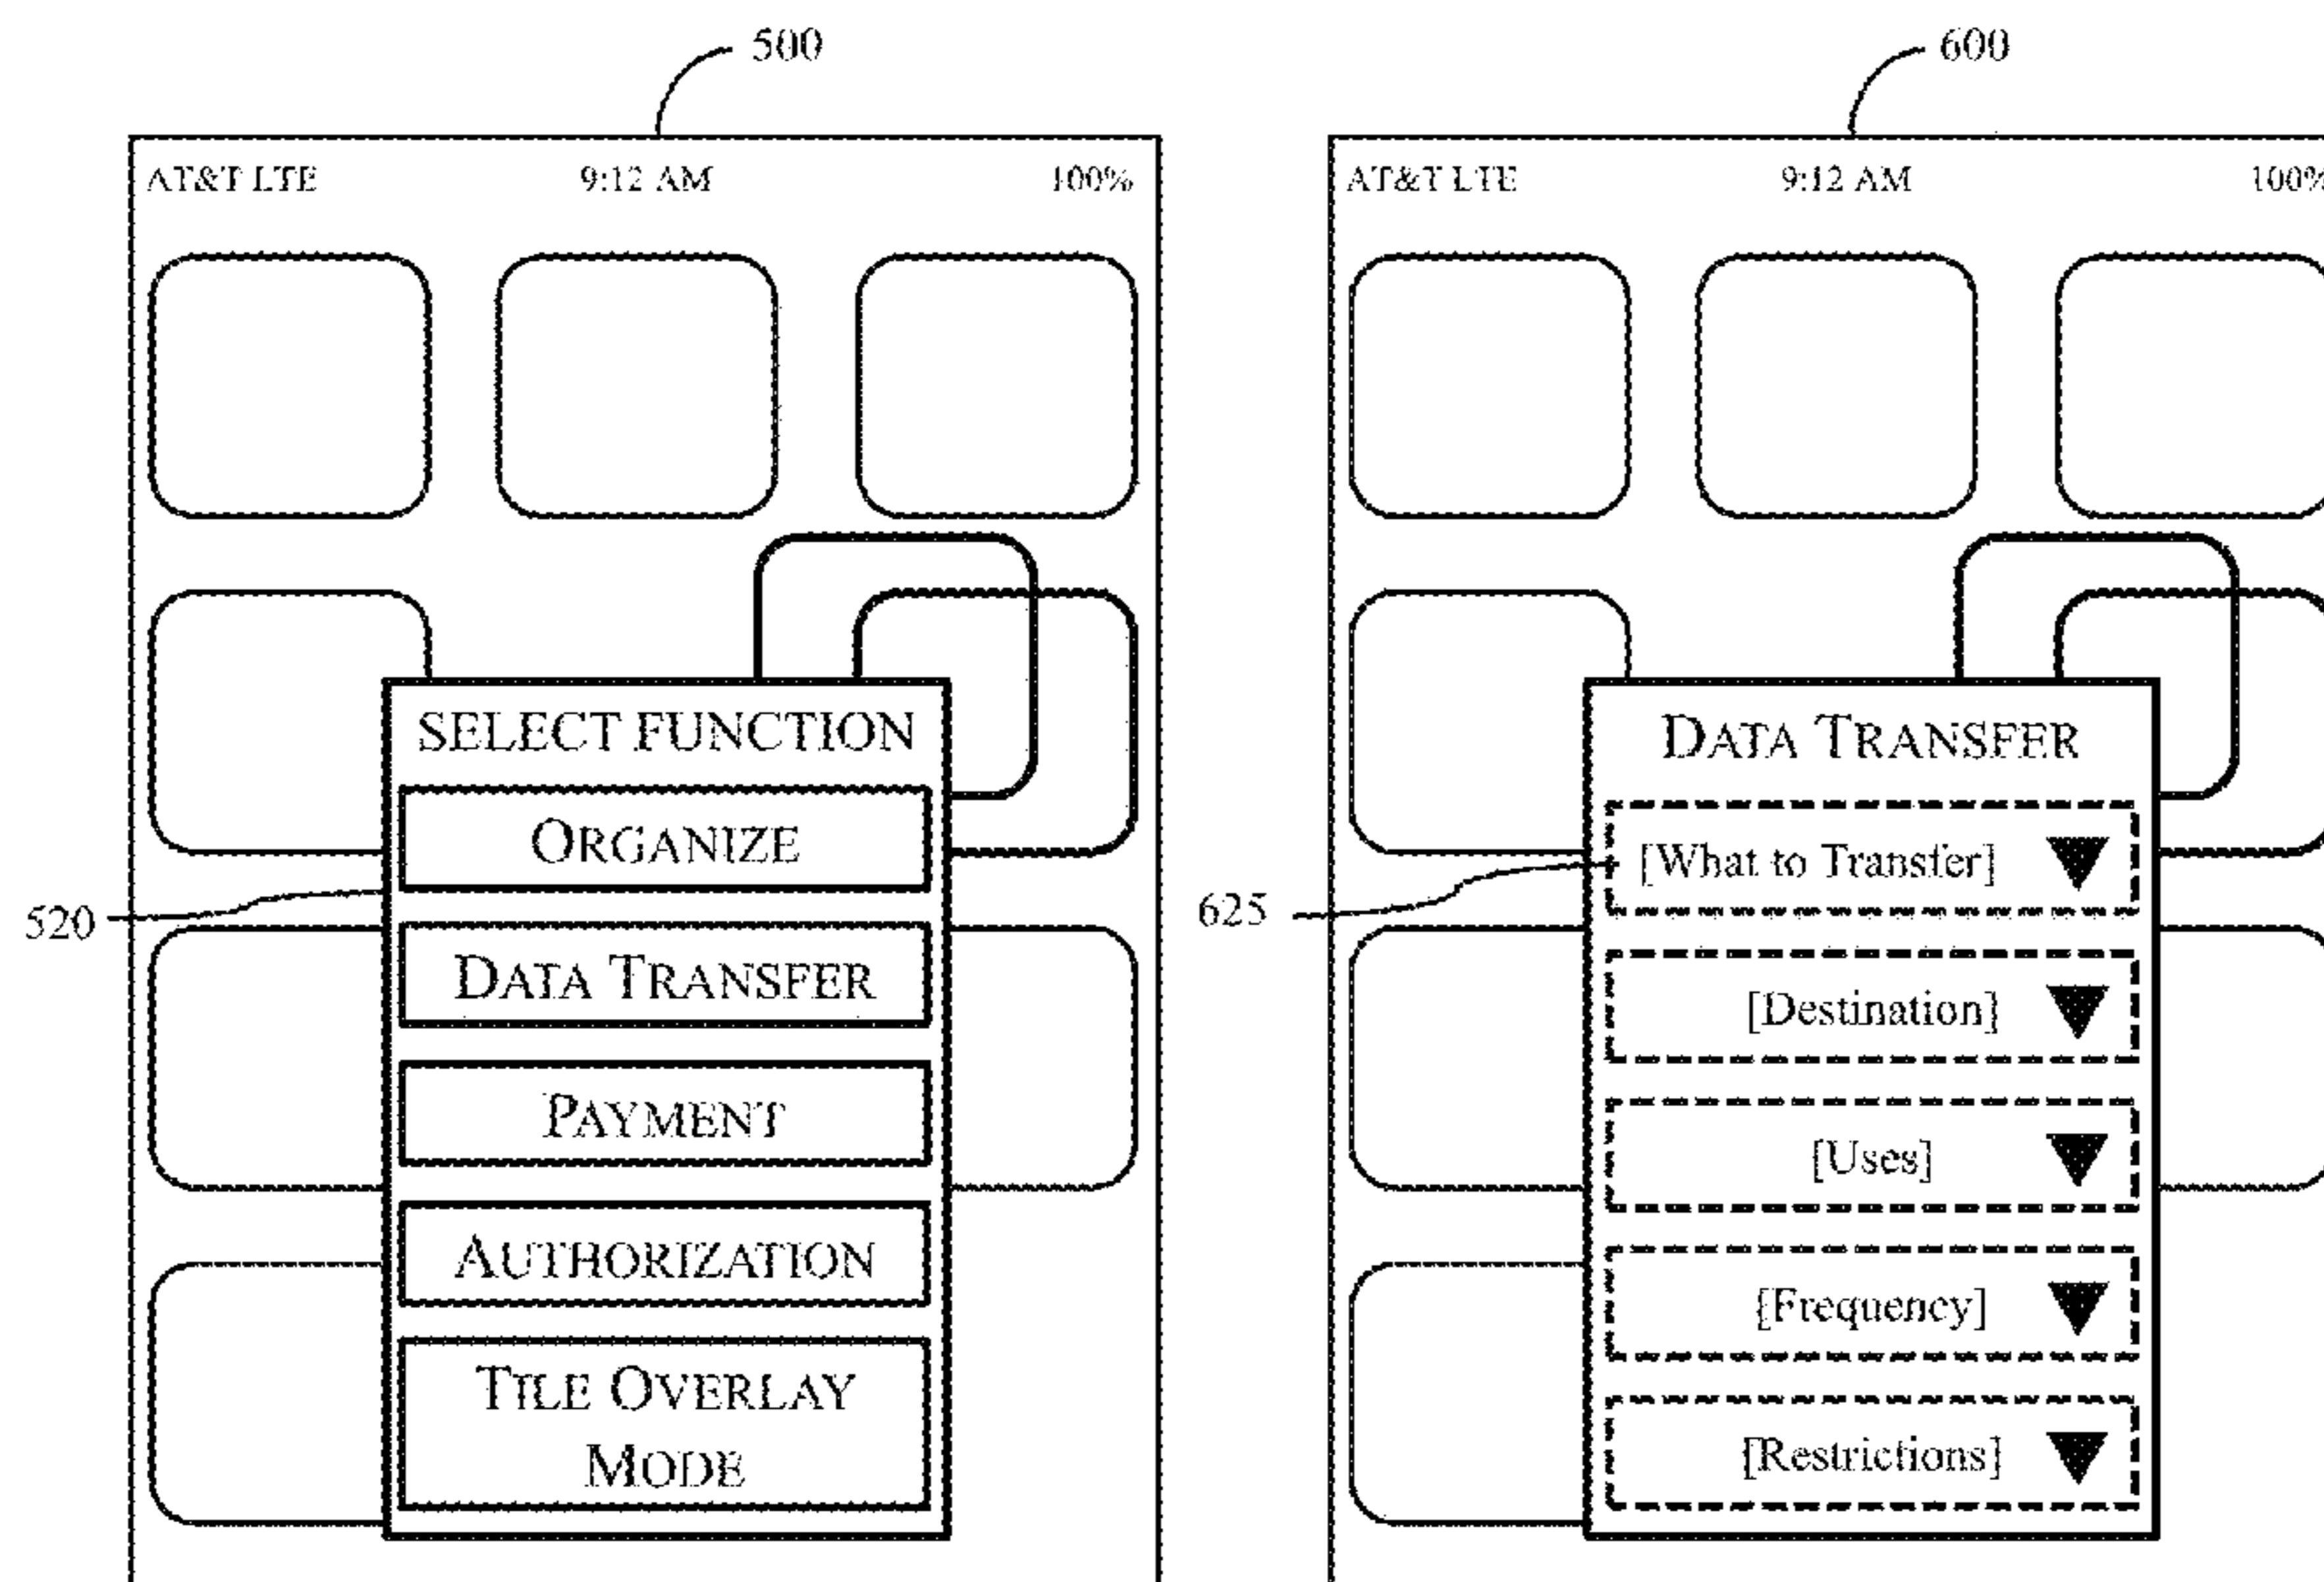 500
AT&T LTE 9:12 AM 100%
SELECT FUNCTION
ORGANIZE
520
DATA TRANSFER
PAYMENT
AUTHORIZATION
TILE OVERLAY
MODE
600
AT&T LTE 9:12 AM 100%
DATA TRANSFER
[What to Transfer]
625
[Destination]
[Uses]
[Frequency]
[Restrictions]